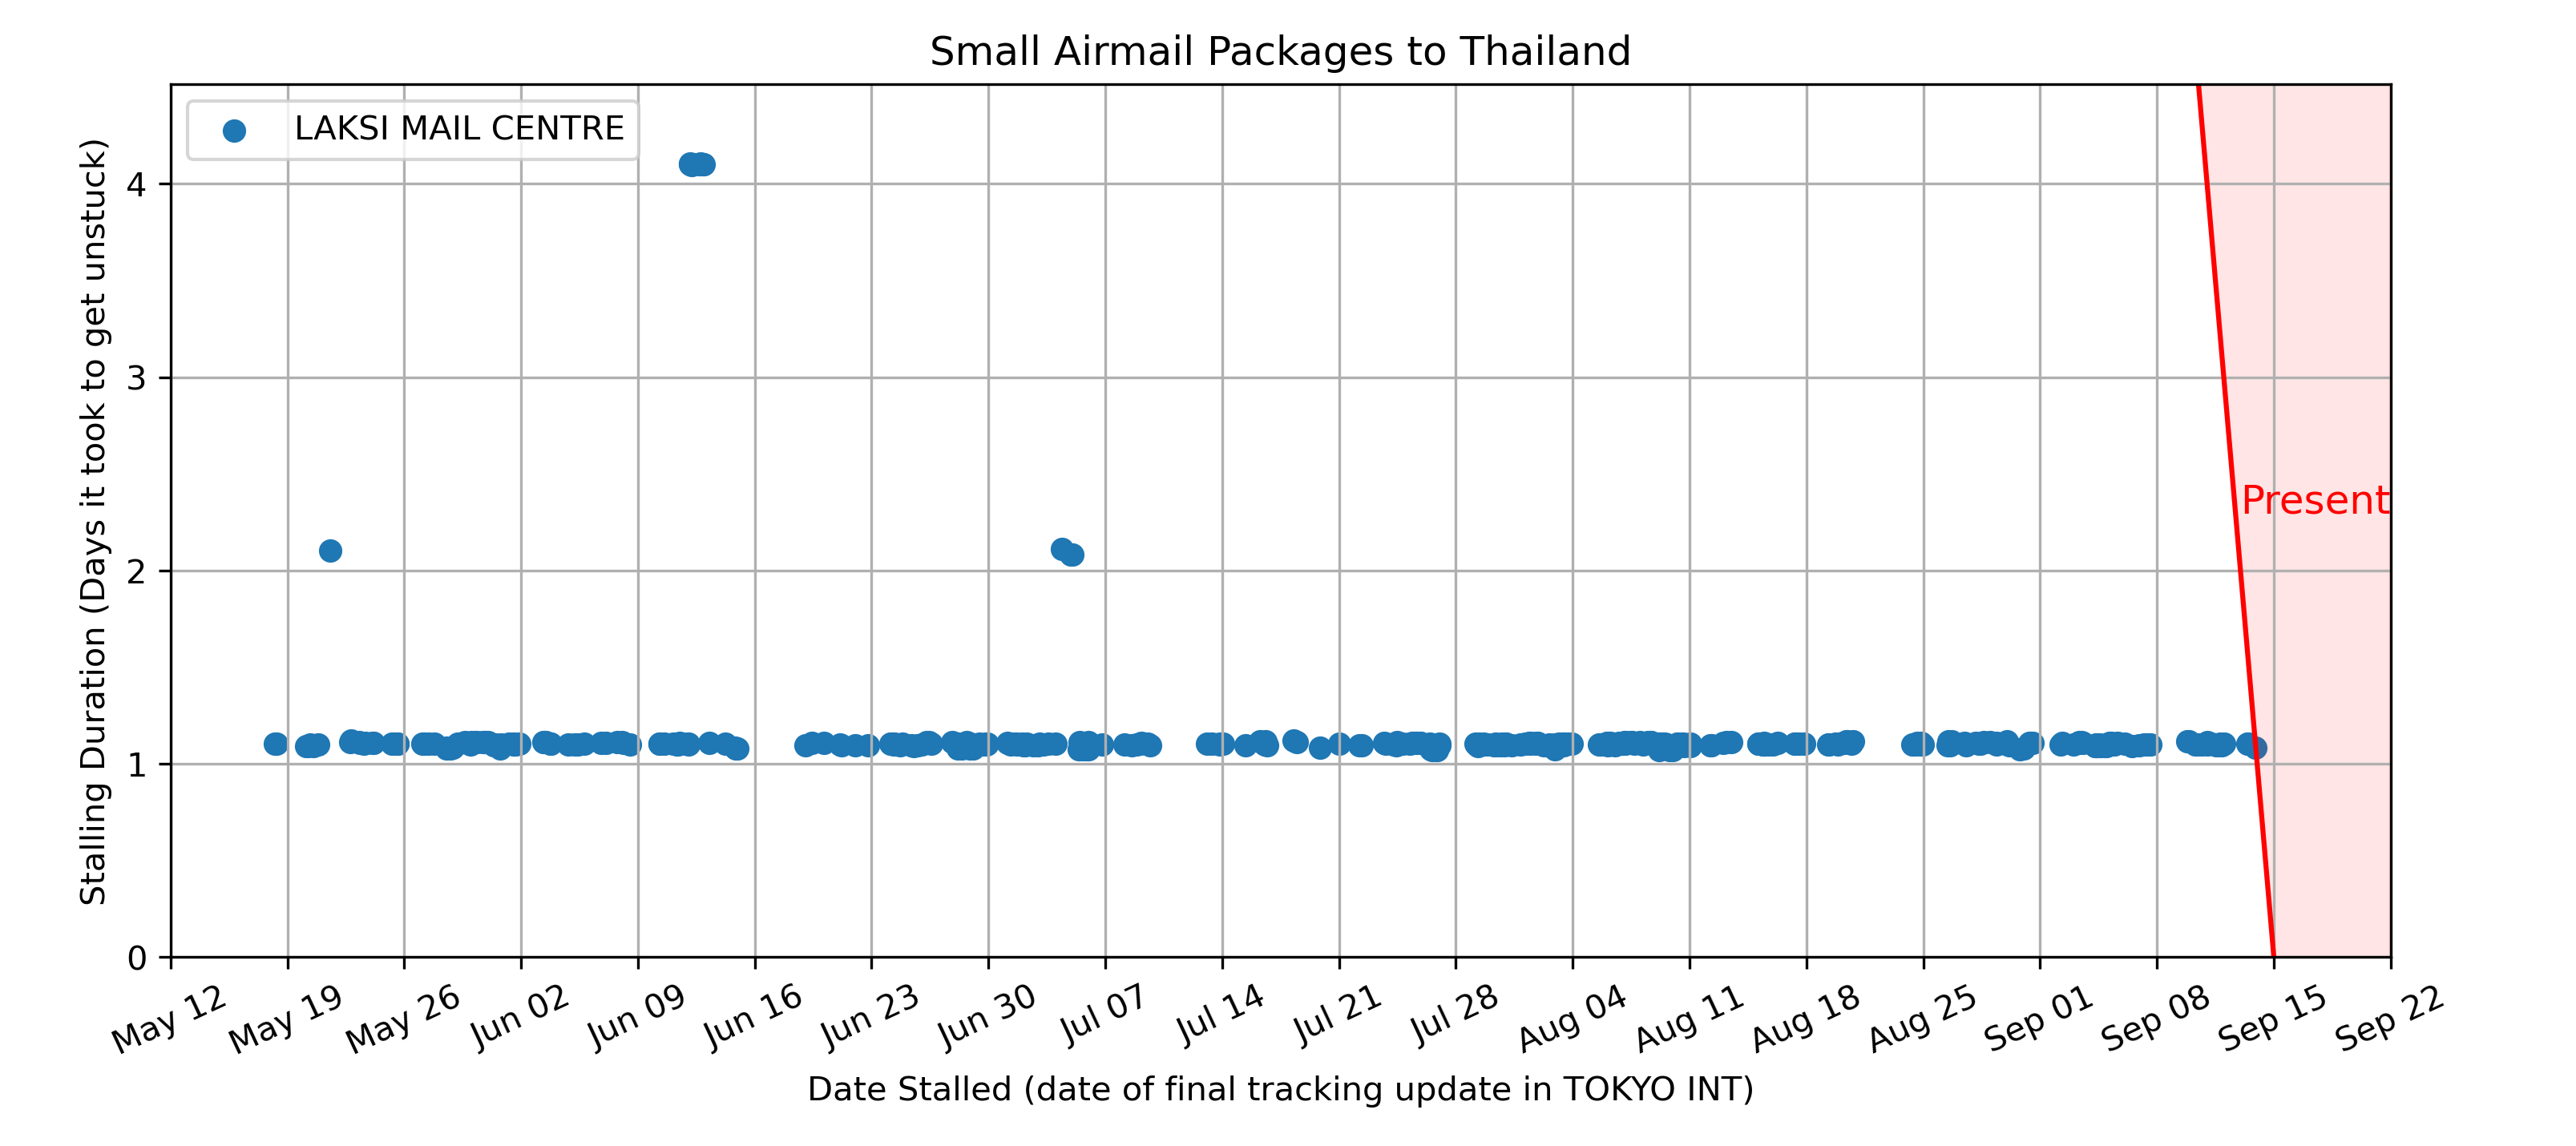 Small Airmail Packages to Thailand
LAKSI MAIL CENTRE
Stalling Duration (Days it took to get unstuck)
4
3
2
1
0
Present
May 12 May 19 May 26 Jun 02 Jun 09 Jun 16 Jun 23 Jun 30 Jul 07 Jul 14 Jul 21 Jul 28 Aug 04 Aug 11 Aug 18 Aug 25 Sep 01 Sep 08 Sep 15 Sep 22
Date Stalled (date of final tracking update in TOKYO INT)